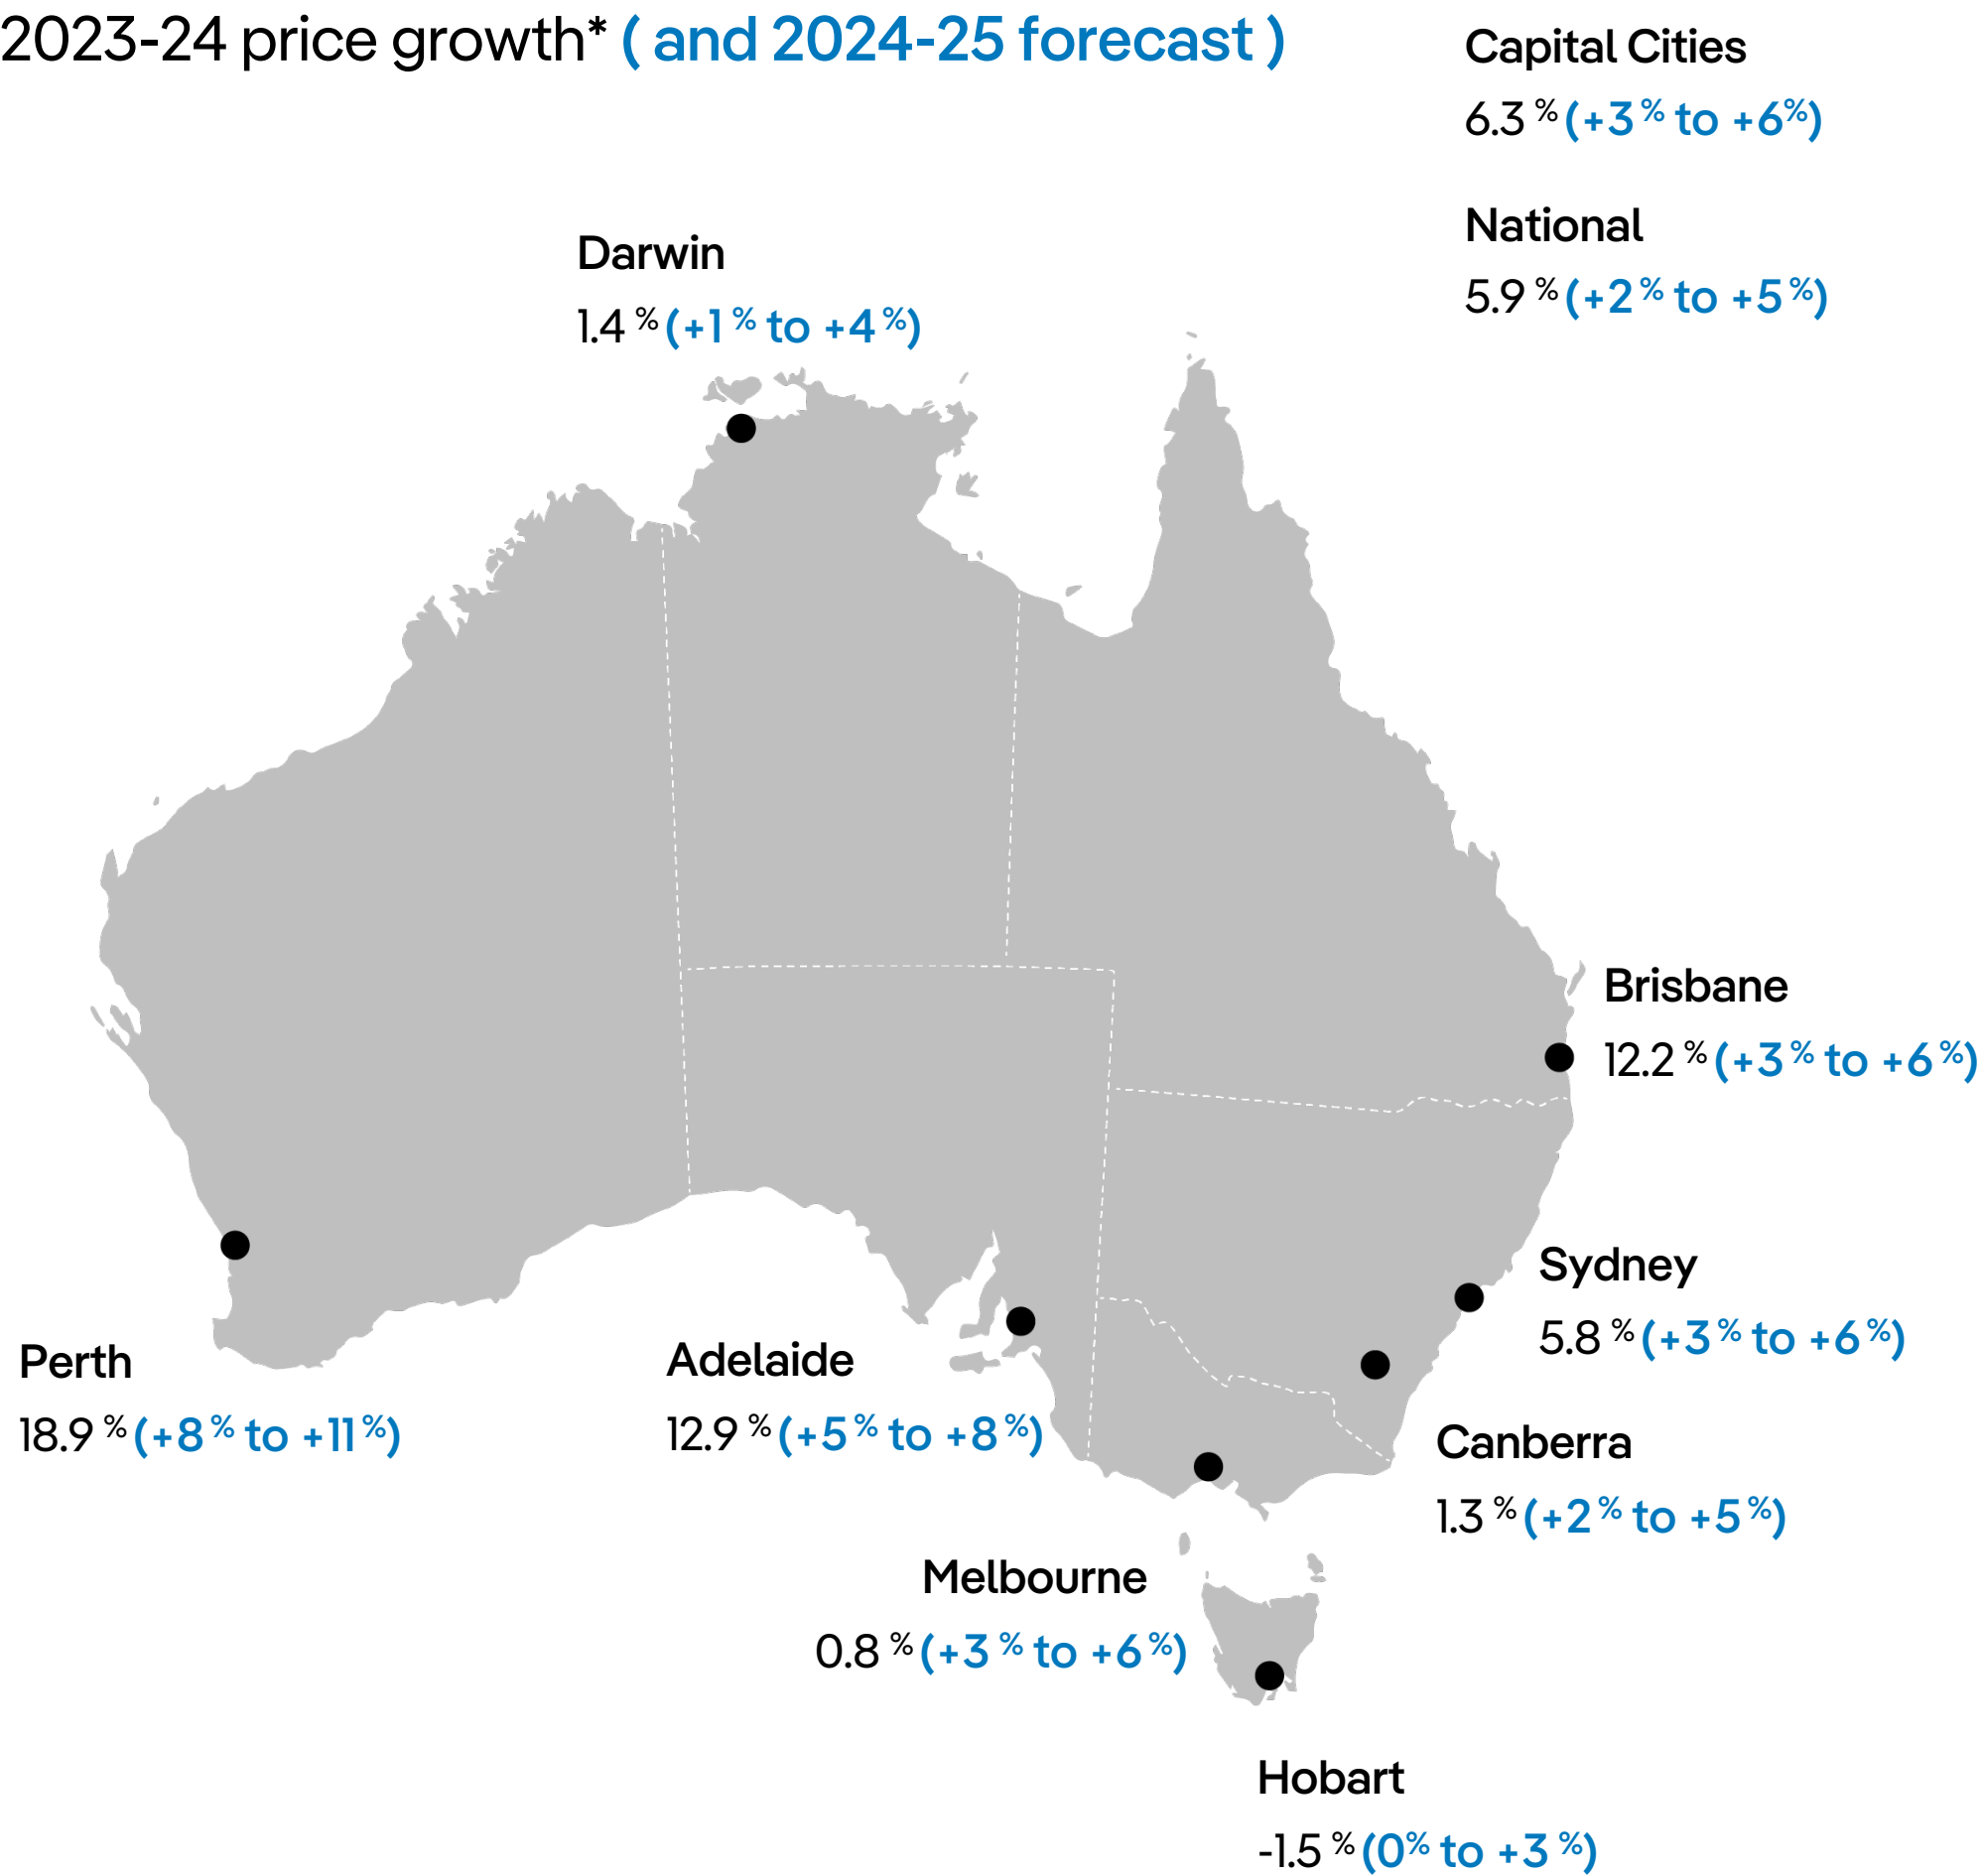 2023-24 price growth* ( and 2024-25 forecast )
Capital Cities
6.3 % (+3 % to +6%)
National
5.9 % (+2 % to +5 %)
Darwin
1.4 % (+1 % to +4 %)
Brisbane
12.2 % (+3 % to +6 %)
Sydney
5.8 % (+3 % to +6 %)
Perth
18.9 % (+8 % to +11 %)
Adelaide
12.9 % (+5 % to +8 %)
Canberra
1.3 % (+2 % to +5 %)
Melbourne
0.8 % (+3 % to +6 %)
Hobart
-1.5 % (0% to +3 %)